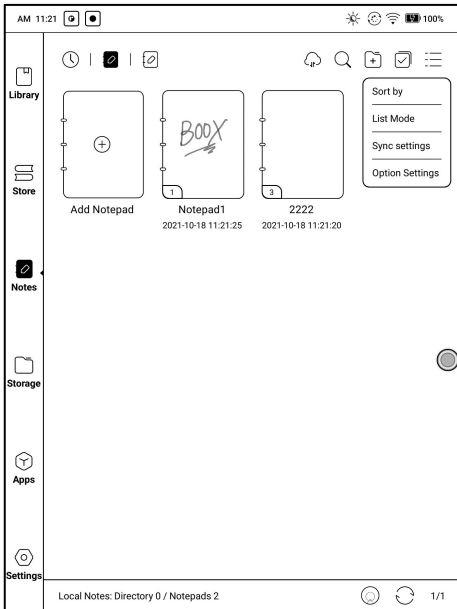 AM 11:21
100%
Library
Store
Notes
Storage
Apps
Settings
Sort by
List Mode
Sync settings
Option Settings
BOOX
1
3
Add Notepad
Notepad1
2222
2021-10-18 11:21:25
2021-10-18 11:21:20
Local Notes: Directory 0 / Notepads 2
1/1